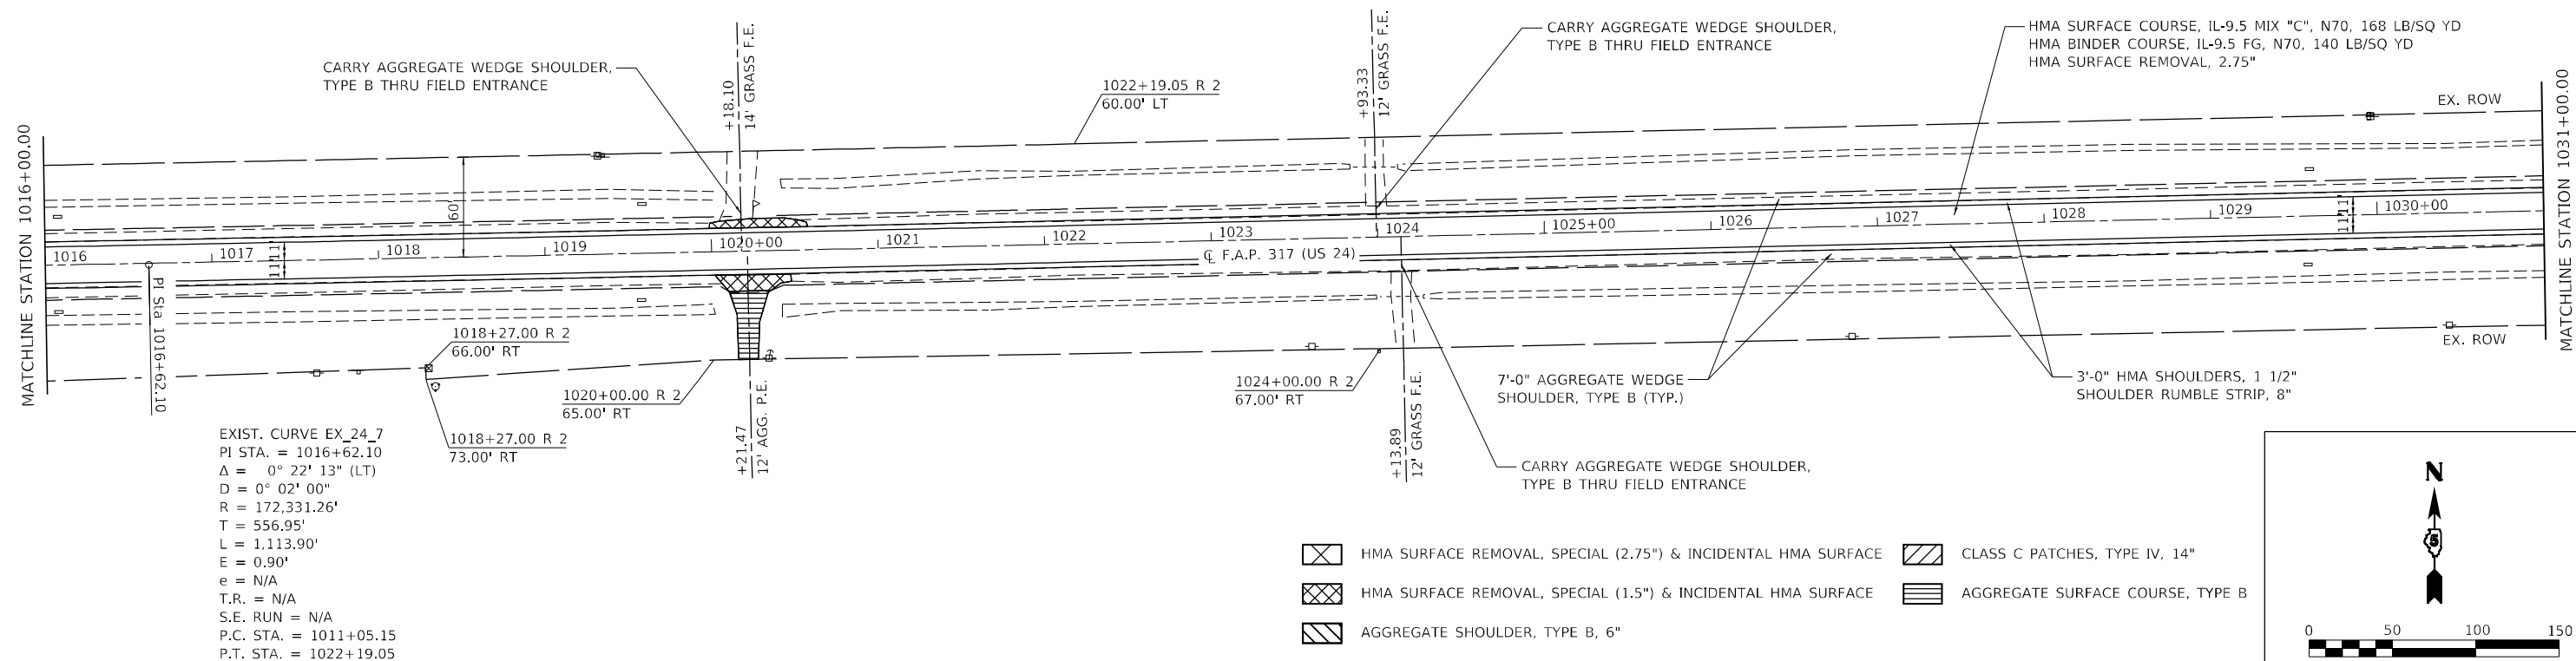 CARRY AGGREGATE WEDGE SHOULDER,
TYPE B THRU FIELD ENTRANCE
+18.10
14' GRASS F.E.
1022+19.05 R 2
60.00' LT
+93.33
12' GRASS F.E.
CARRY AGGREGATE WEDGE SHOULDER,
TYPE B THRU FIELD ENTRANCE
HMA SURFACE COURSE, IL-9.5 MIX "C", N70, 168 LB/SQ YD
HMA BINDER COURSE, IL-9.5 FG, N70, 140 LB/SQ YD
HMA SURFACE REMOVAL, 2.75"
EX. ROW
MATCHLINE STATION 1016+00.00
MATCHLINE STATION 1031+00.00
60'
1016
1017
11'
11'
1018
1019
1020+00
1021
1022
1023
1024
1025+00
1026
1027
1028
1029
11'
11'
1030+00
℄ F.A.P. 317 (US 24)
PI Sta 1016+62.10
1018+27.00 R 2
66.00' RT
1018+27.00 R 2
73.00' RT
1020+00.00 R 2
65.00' RT
+21.47
12' AGG. P.E.
1024+00.00 R 2
67.00' RT
+13.89
12' GRASS F.E.
7'-0" AGGREGATE WEDGE
SHOULDER, TYPE B (TYP.)
3'-0" HMA SHOULDERS, 1 1/2"
SHOULDER RUMBLE STRIP, 8"
EX. ROW
CARRY AGGREGATE WEDGE SHOULDER,
TYPE B THRU FIELD ENTRANCE
EXIST. CURVE EX_24_7
PI STA. = 1016+62.10
Δ = 0° 22' 13" (LT)
D = 0° 02' 00"
R = 172,331.26'
T = 556.95'
L = 1,113.90'
E = 0.90'
e = N/A
T.R. = N/A
S.E. RUN = N/A
P.C. STA. = 1011+05.15
P.T. STA. = 1022+19.05
HMA SURFACE REMOVAL, SPECIAL (2.75") & INCIDENTAL HMA SURFACE
HMA SURFACE REMOVAL, SPECIAL (1.5") & INCIDENTAL HMA SURFACE
AGGREGATE SHOULDER, TYPE B, 6"
CLASS C PATCHES, TYPE IV, 14"
AGGREGATE SURFACE COURSE, TYPE B
N
5
0 50 100 150